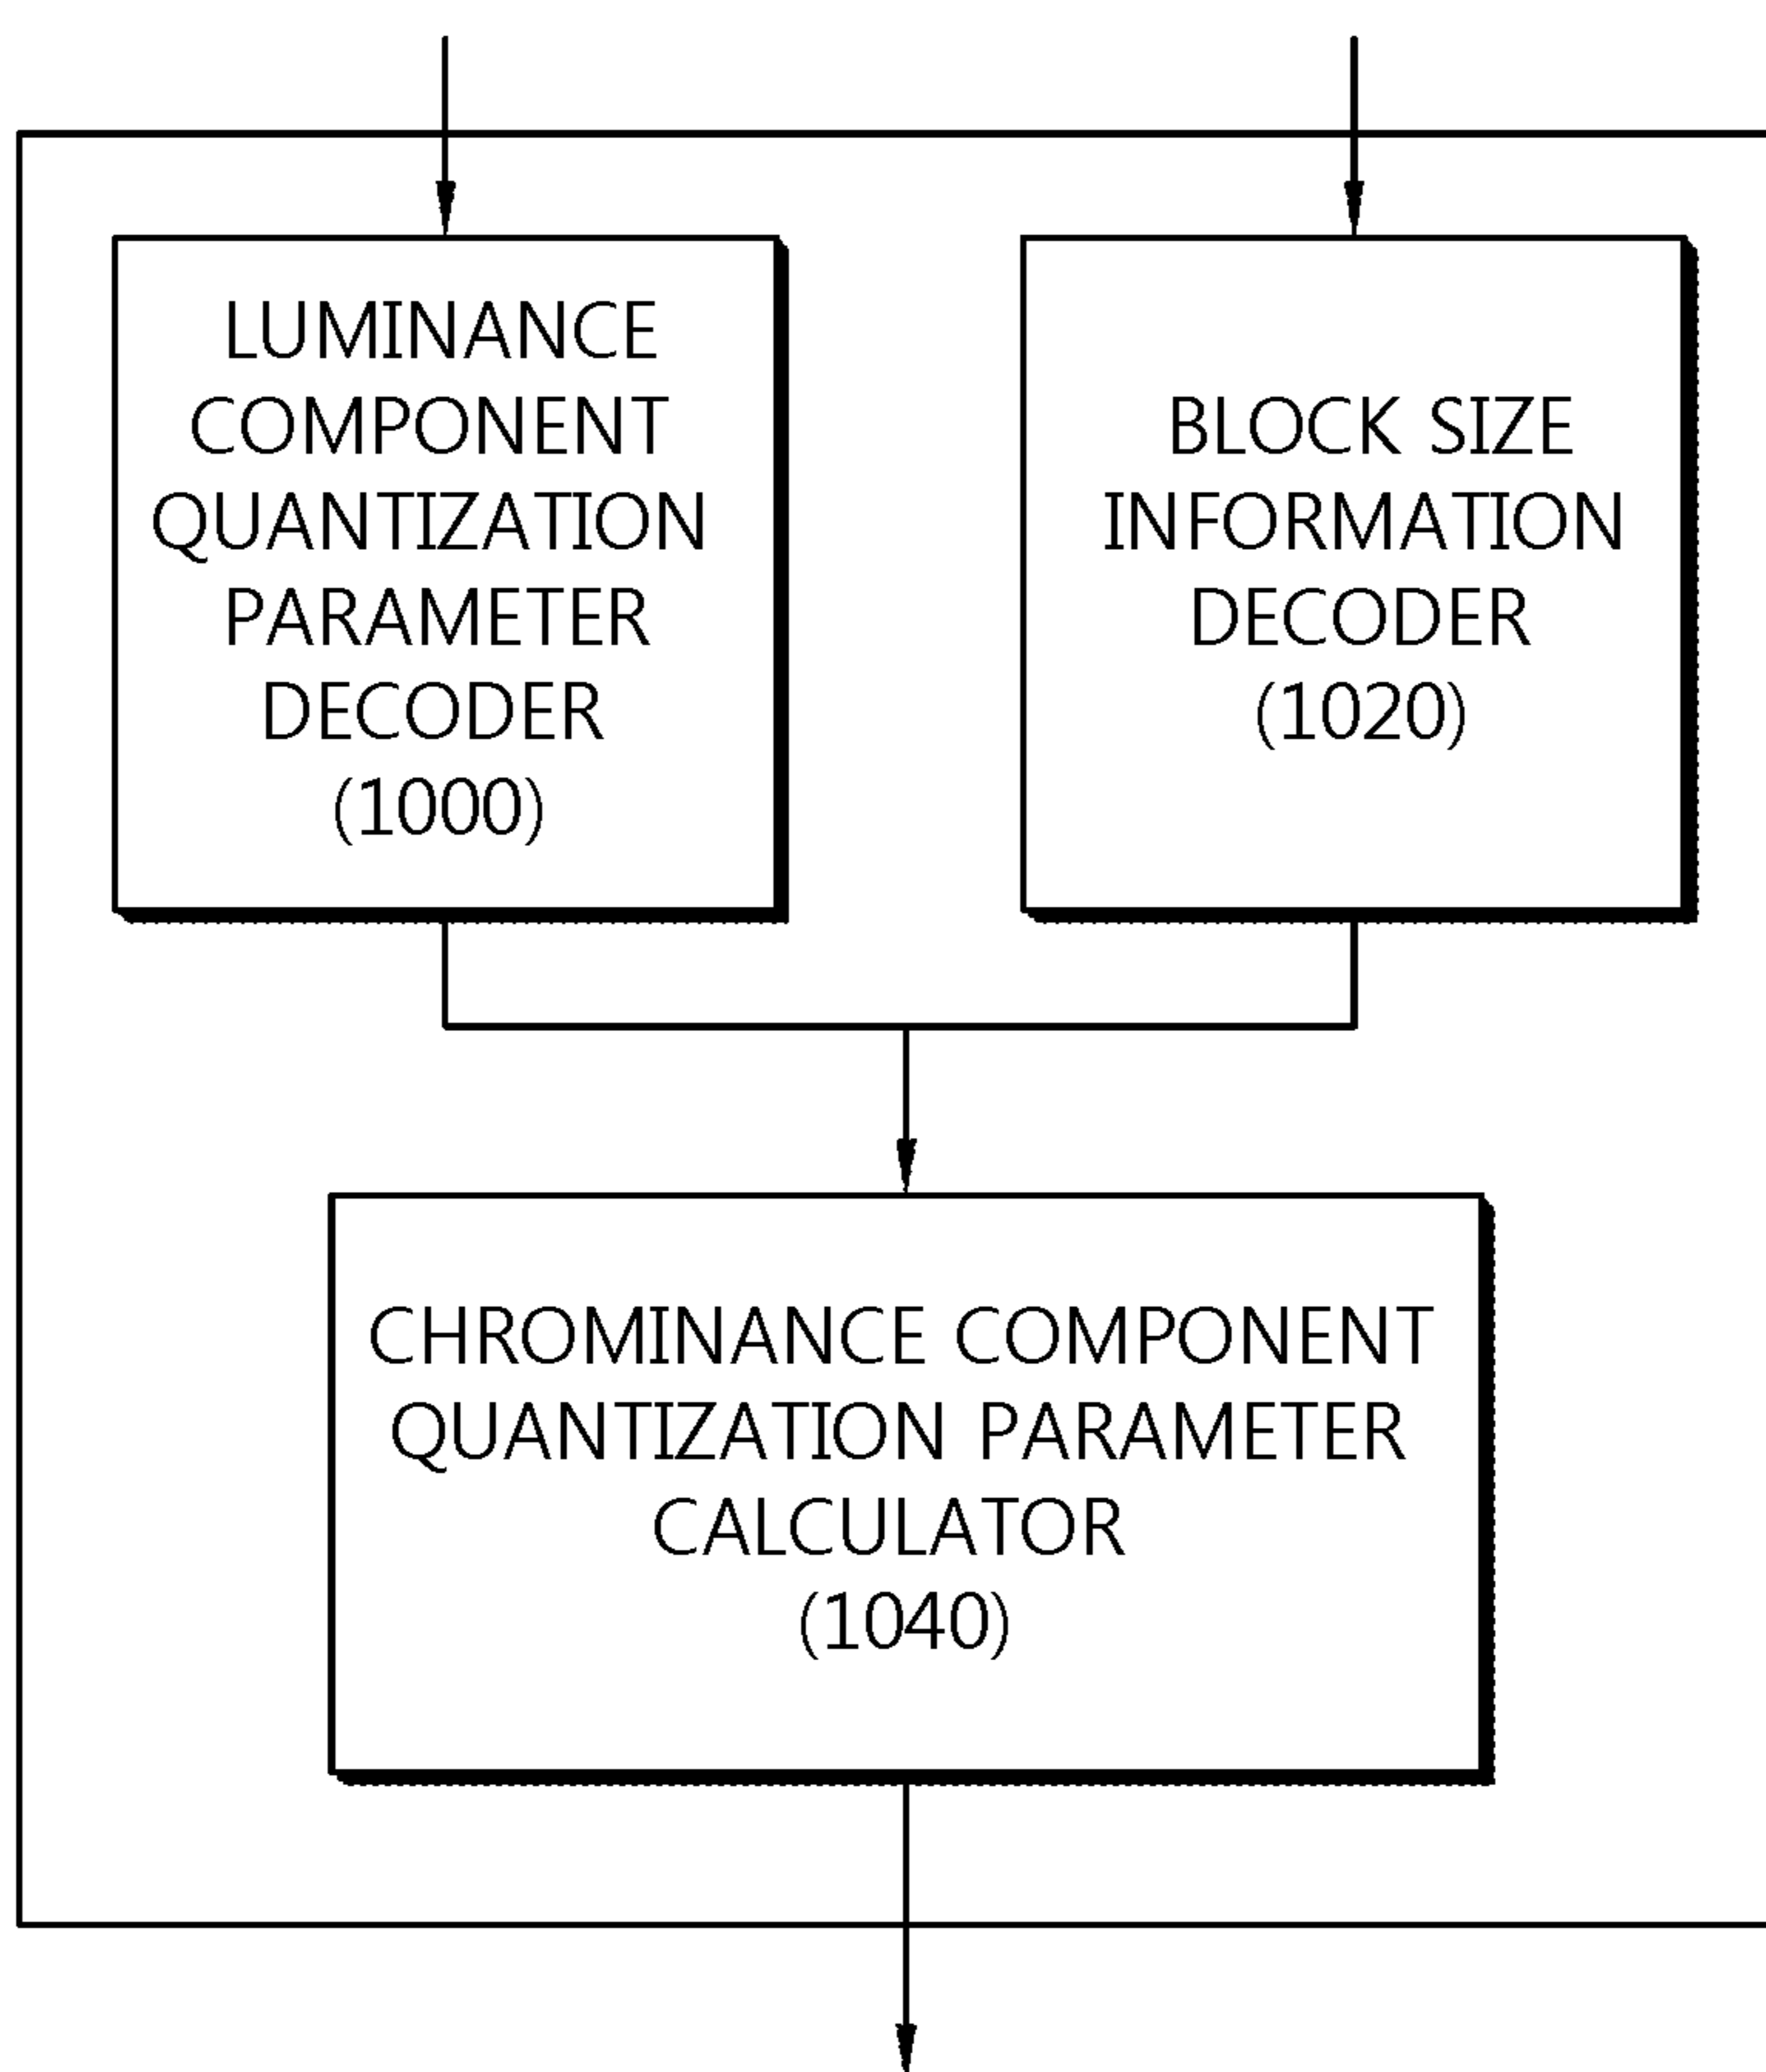 LUMINANCE
COMPONENT
QUANTIZATION
PARAMETER
DECODER
(1000)
BLOCK SIZE
INFORMATION
DECODER
(1020)
CHROMINANCE COMPONENT
QUANTIZATION PARAMETER
CALCULATOR
(1040)